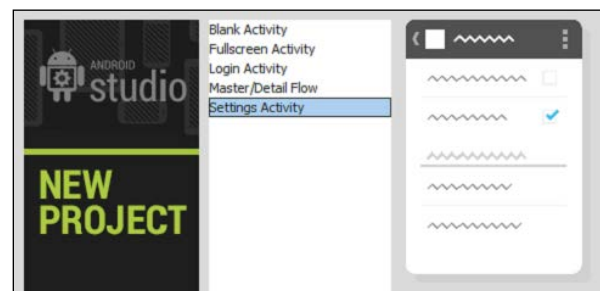 ANDROID
studio
NEW
PROJECT
Blank Activity
Fullscreen Activity
Login Activity
Master/Detail Flow
Settings Activity